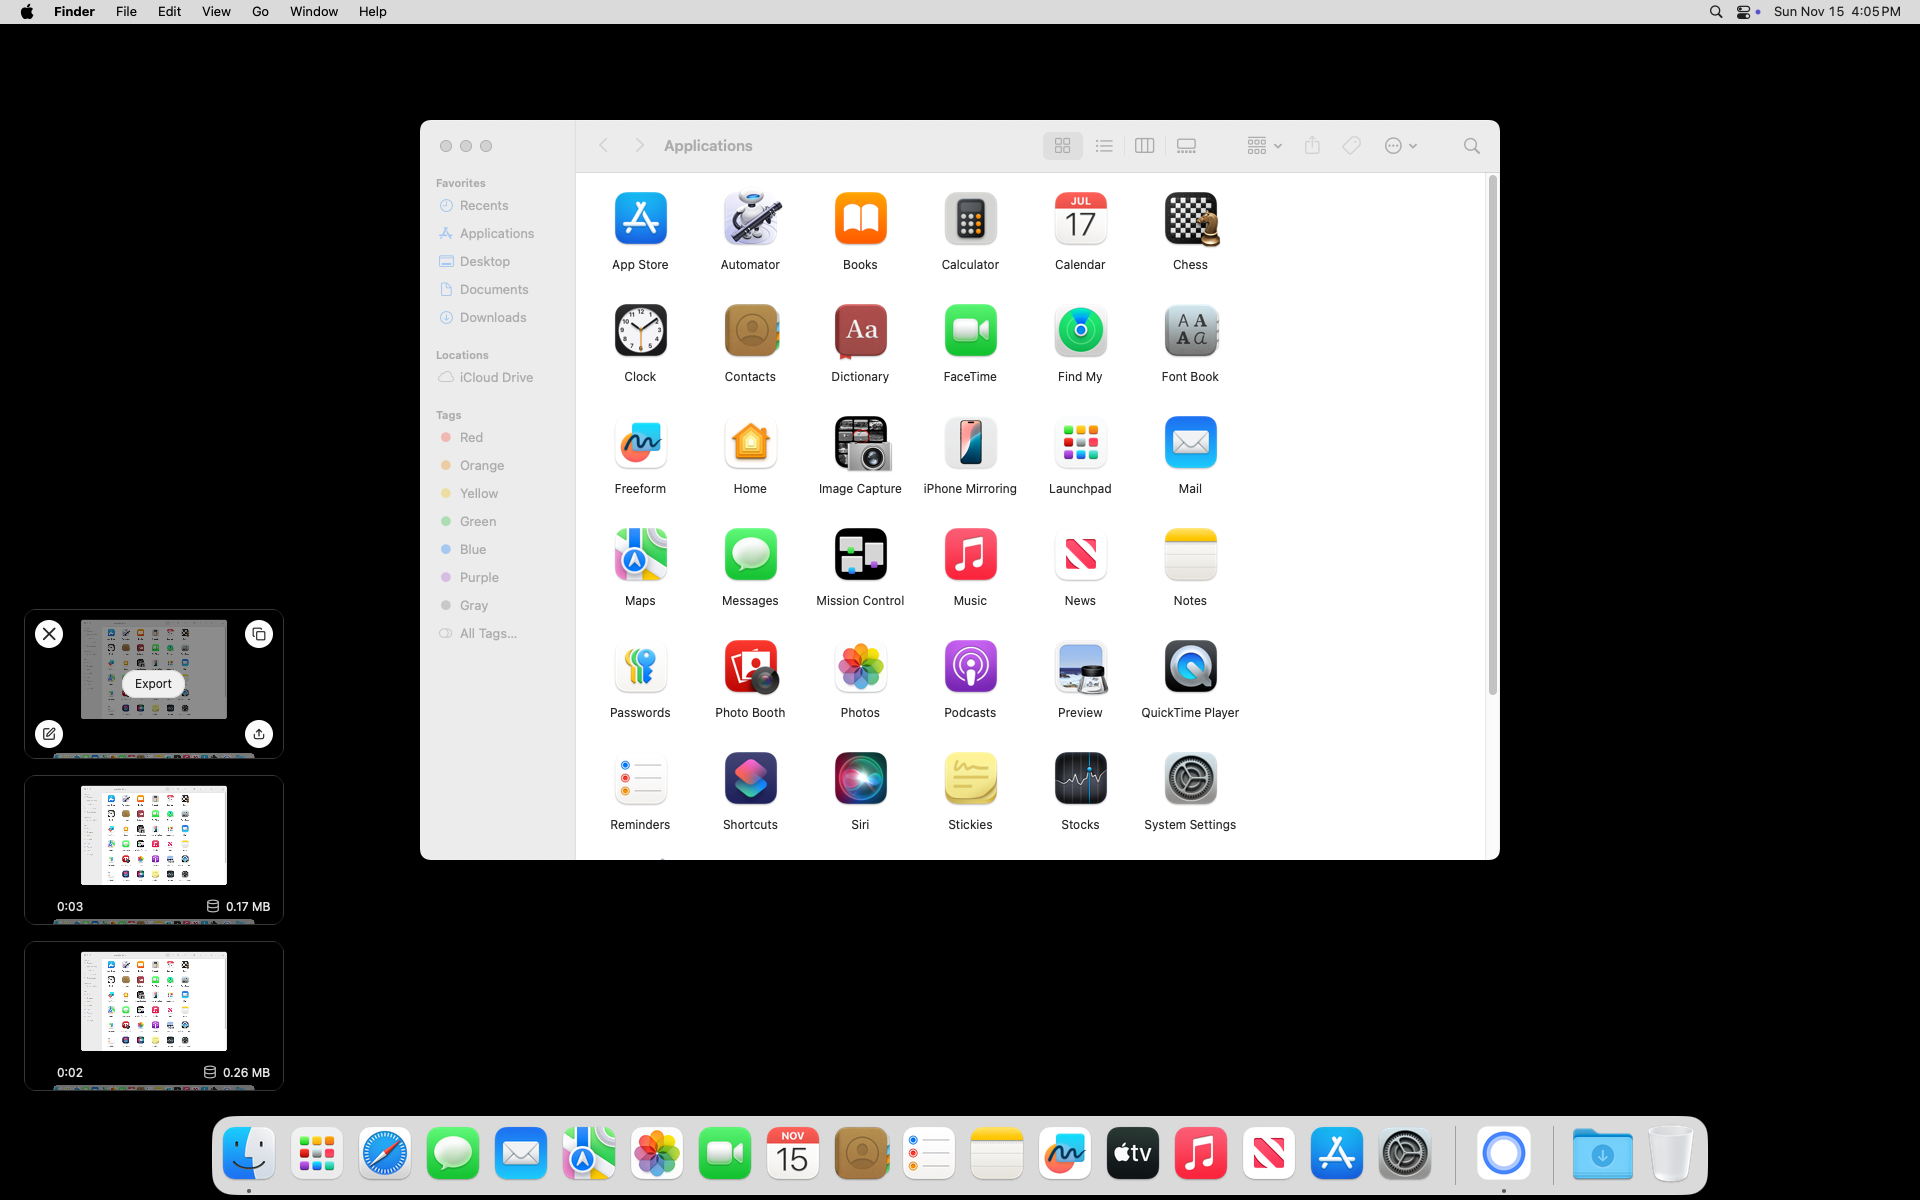 Finder File Edit View Go Window Help
Sun Nov 15 4:05 PM
Applications
Favorites
Recents
Applications
Desktop
Documents
Downloads
Locations
iCloud Drive
Tags
Red
Orange
Yellow
Green
Blue
Purple
Gray
All Tags...
JUL
17
App Store Automator Books Calculator Calendar Chess
12
Aa
A A
A a
Clock Contacts Dictionary FaceTime Find My Font Book
Freeform Home Image Capture iPhone Mirroring Launchpad Mail
Maps Messages Mission Control Music News Notes
Passwords Photo Booth Photos Podcasts Preview QuickTime Player
Reminders Shortcuts Siri Stickies Stocks System Settings
Export
0:03 0.17 MB
0:02 0.26 MB
NOV
15
tv